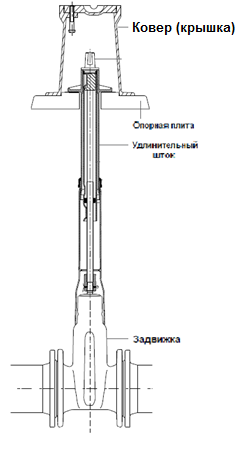 Ковер (крышка)
Опорная плита
Удлинительный
шток
Задвижка